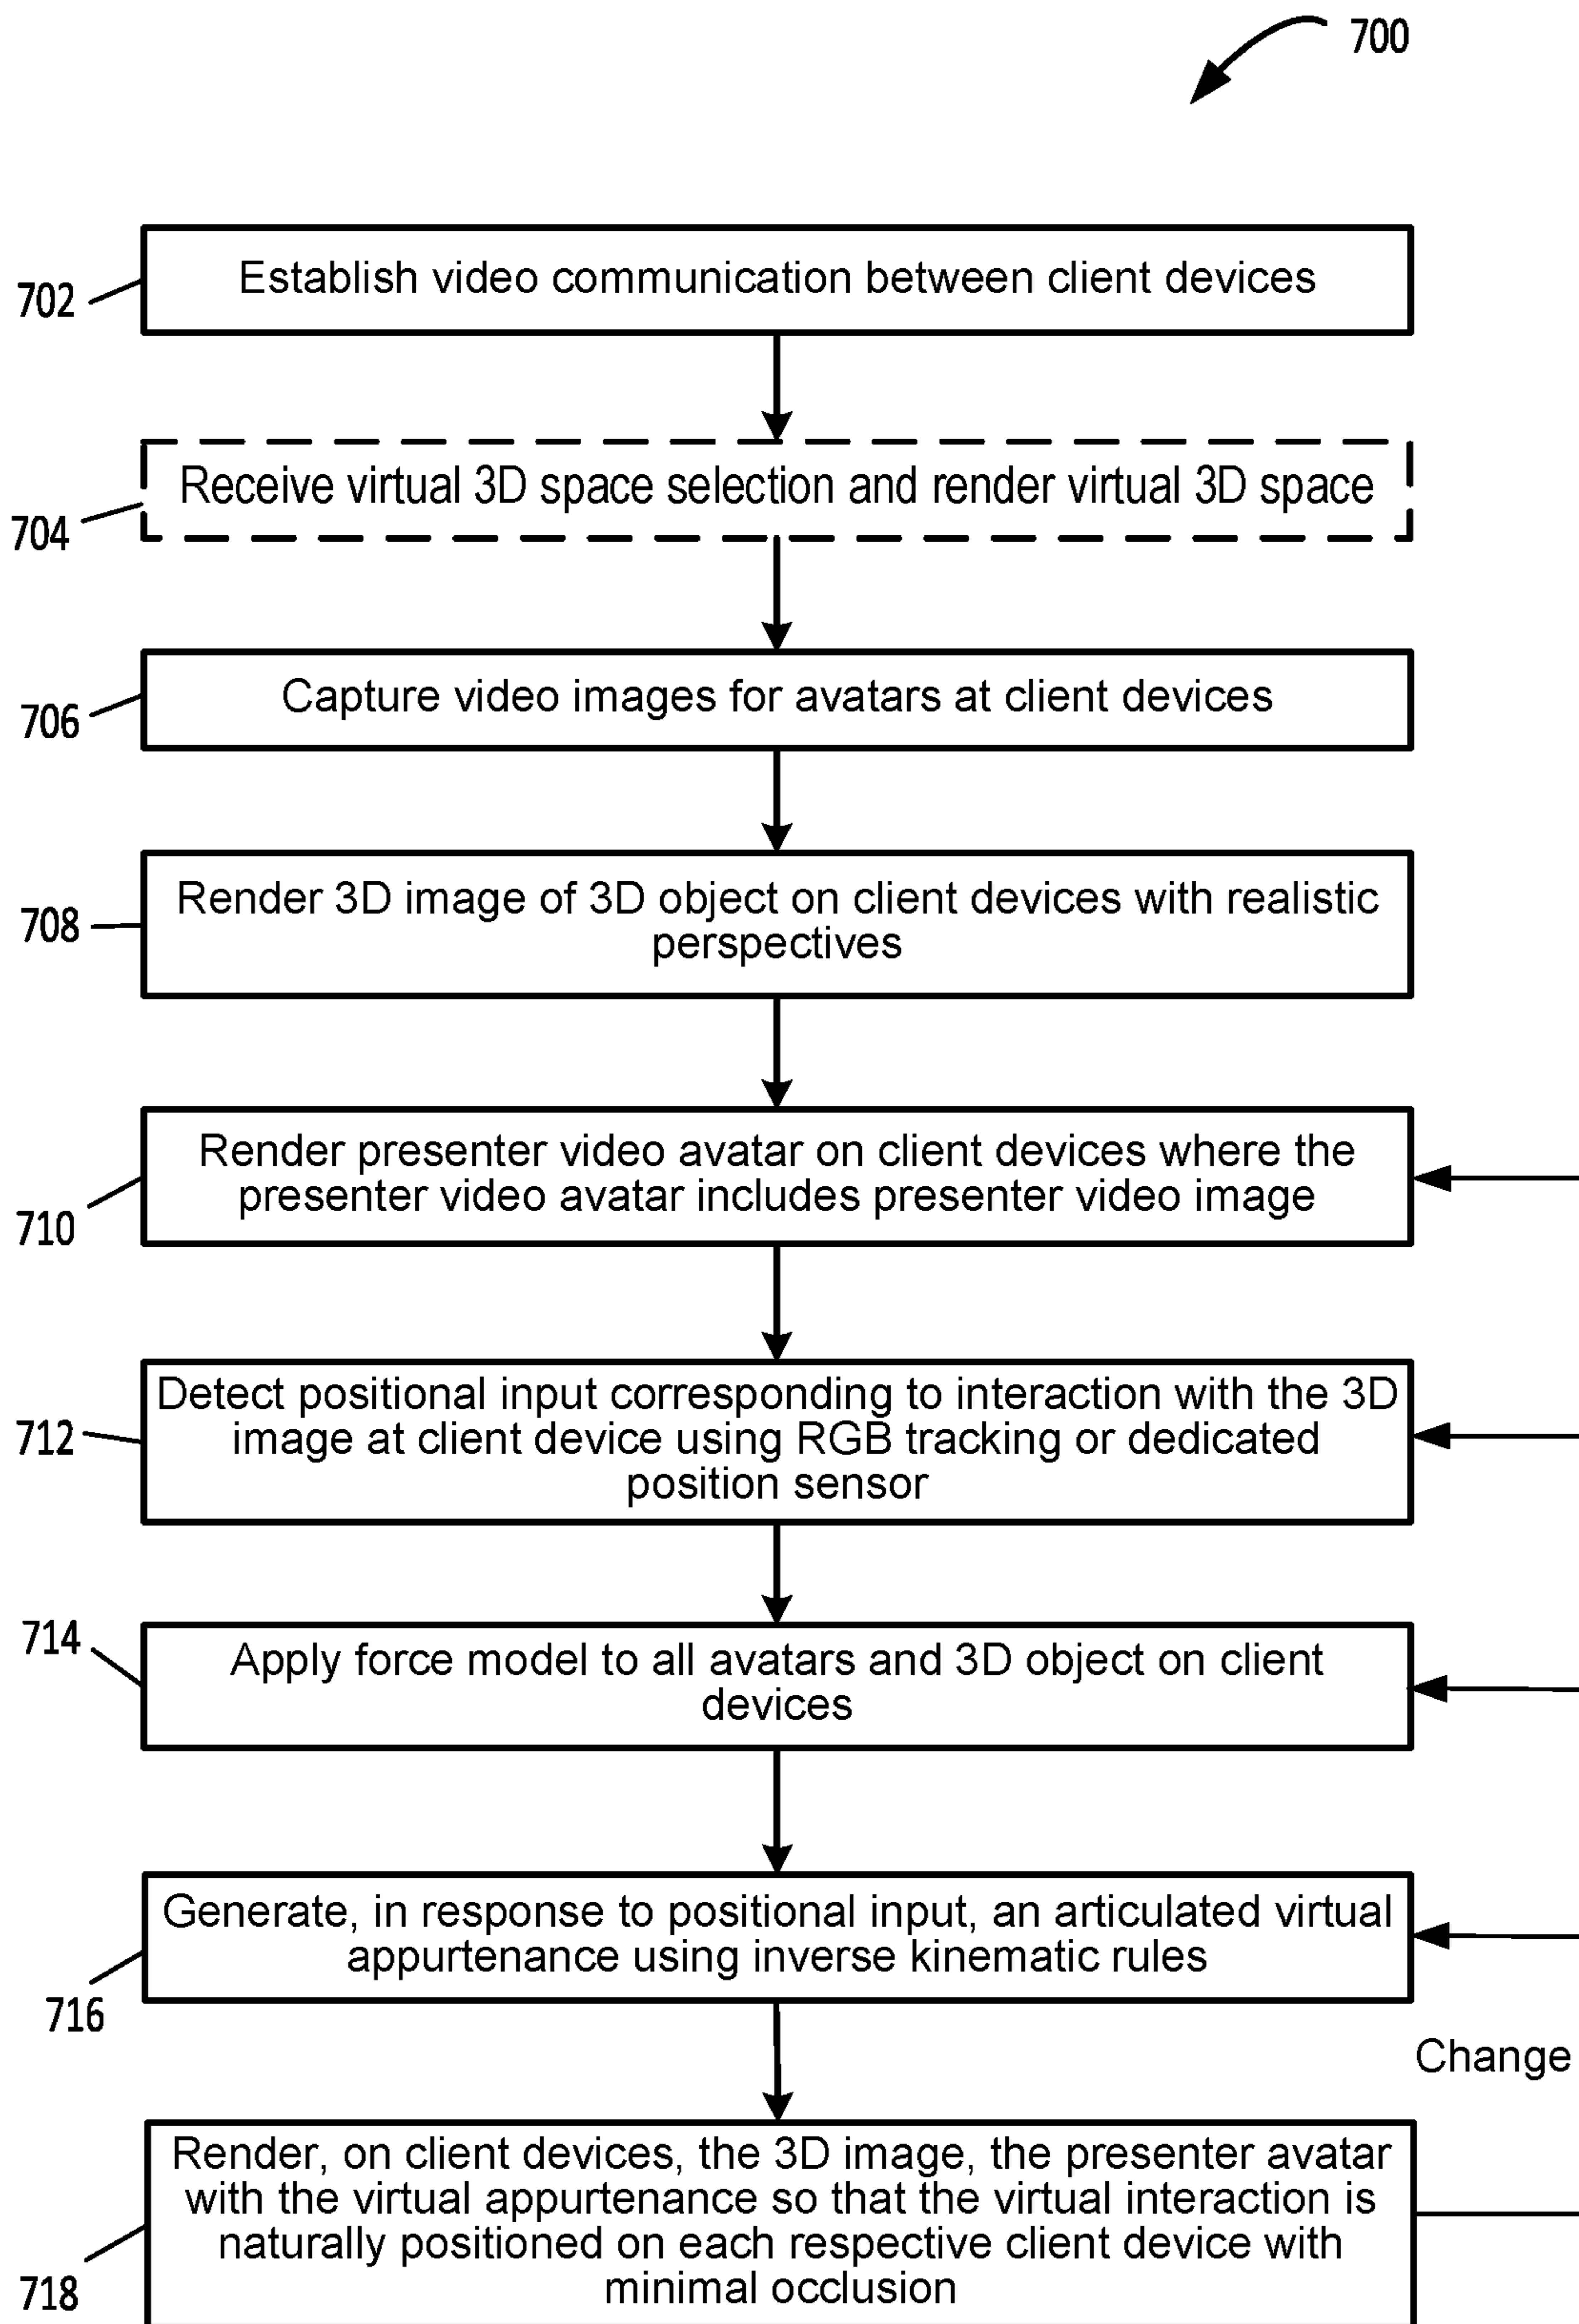 700
702
Establish video communication between client devices
704
Receive virtual 3D space selection and render virtual 3D space
706
Capture video images for avatars at client devices
708
Render 3D image of 3D object on client devices with realistic
perspectives
710
Render presenter video avatar on client devices where the
presenter video avatar includes presenter video image
712
Detect positional input corresponding to interaction with the 3D
image at client device using RGB tracking or dedicated
position sensor
714
Apply force model to all avatars and 3D object on client
devices
716
Generate, in response to positional input, an articulated virtual
appurtenance using inverse kinematic rules
Change
718
Render, on client devices, the 3D image, the presenter avatar
with the virtual appurtenance so that the virtual interaction is
naturally positioned on each respective client device with
minimal occlusion